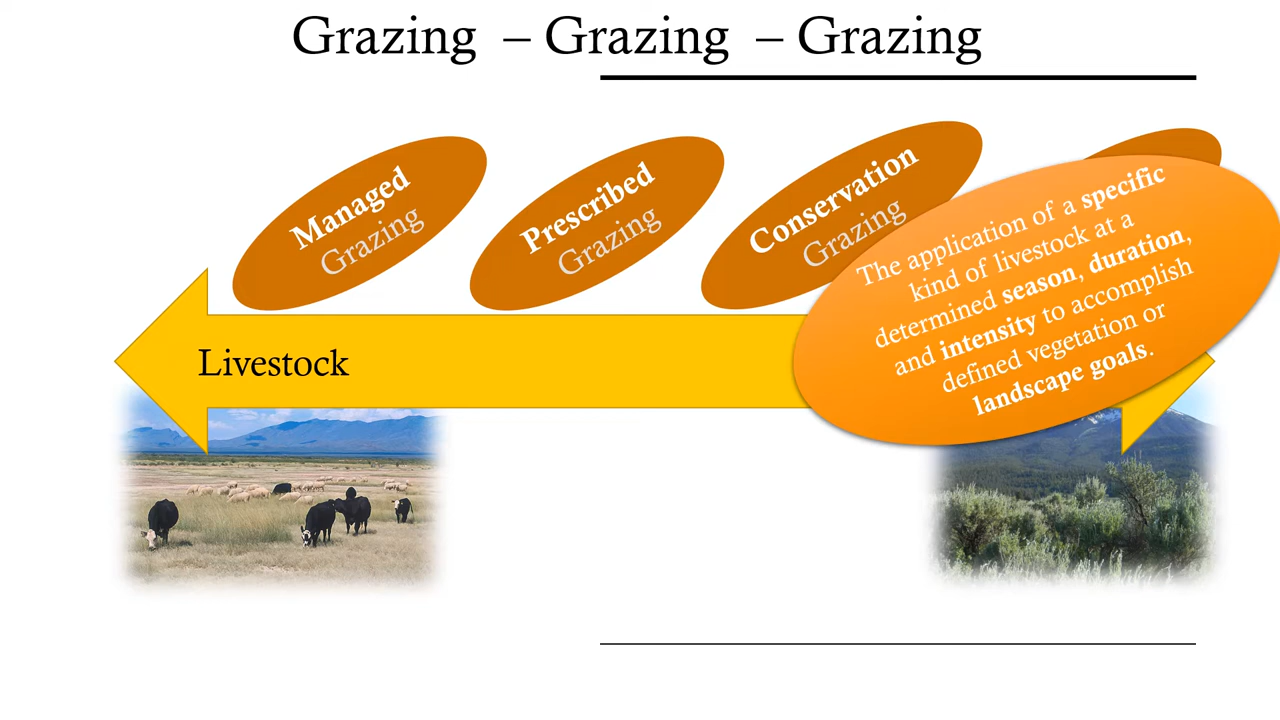 Grazing – Grazing – Grazing
Managed
Grazing
Prescribed
Grazing
Conservation
Grazing
The application of a specific
kind of livestock at a
determined season, duration,
and intensity to accomplish
defined vegetation or
landscape goals.
Livestock